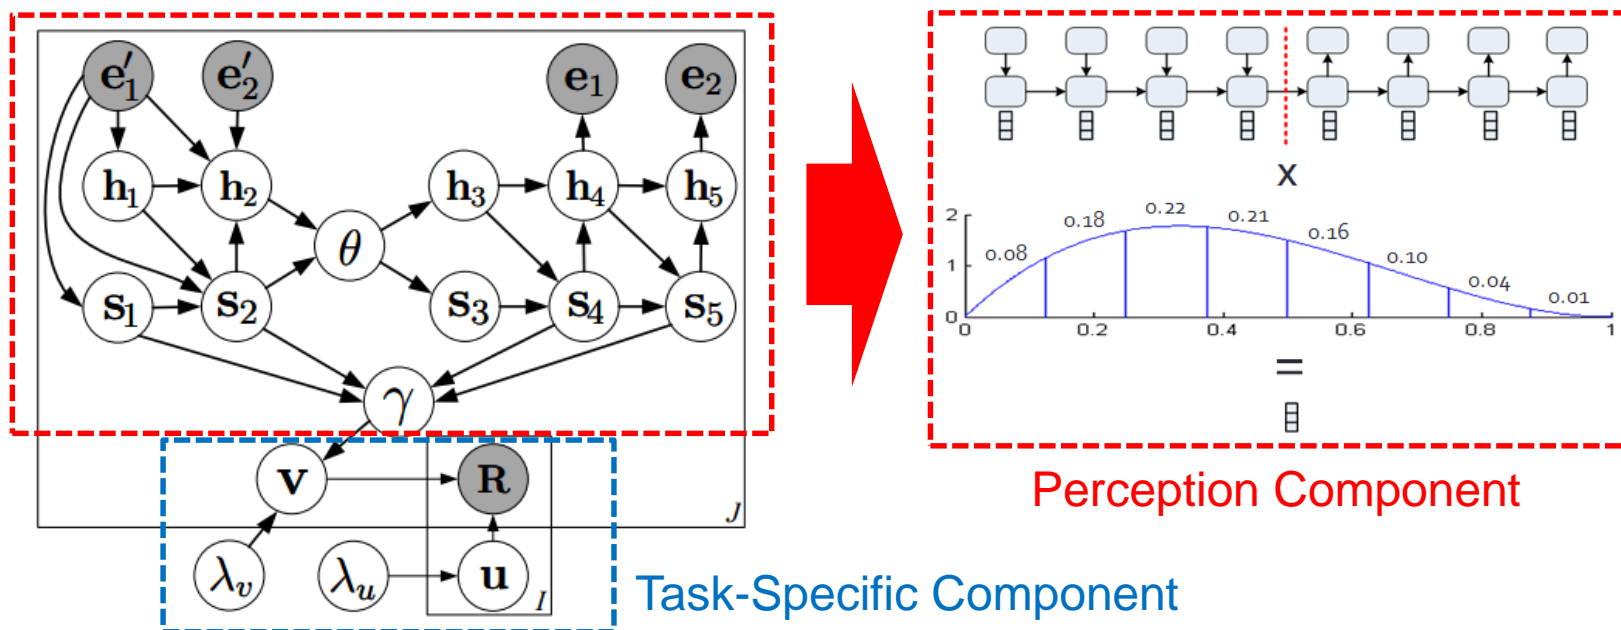 e′₁ e′₂ e₁ e₂
h₁ h₂ h₃ h₄ h₅
θ
s₁ s₂ s₃ s₄ s₅
γ
v R
J
λᵥ λᵤ u
I
Task-Specific Component
x
2
1
0
0.08 0.18 0.22 0.21 0.16 0.10 0.04 0.01
0 0.2 0.4 0.6 0.8 1
=
Perception Component